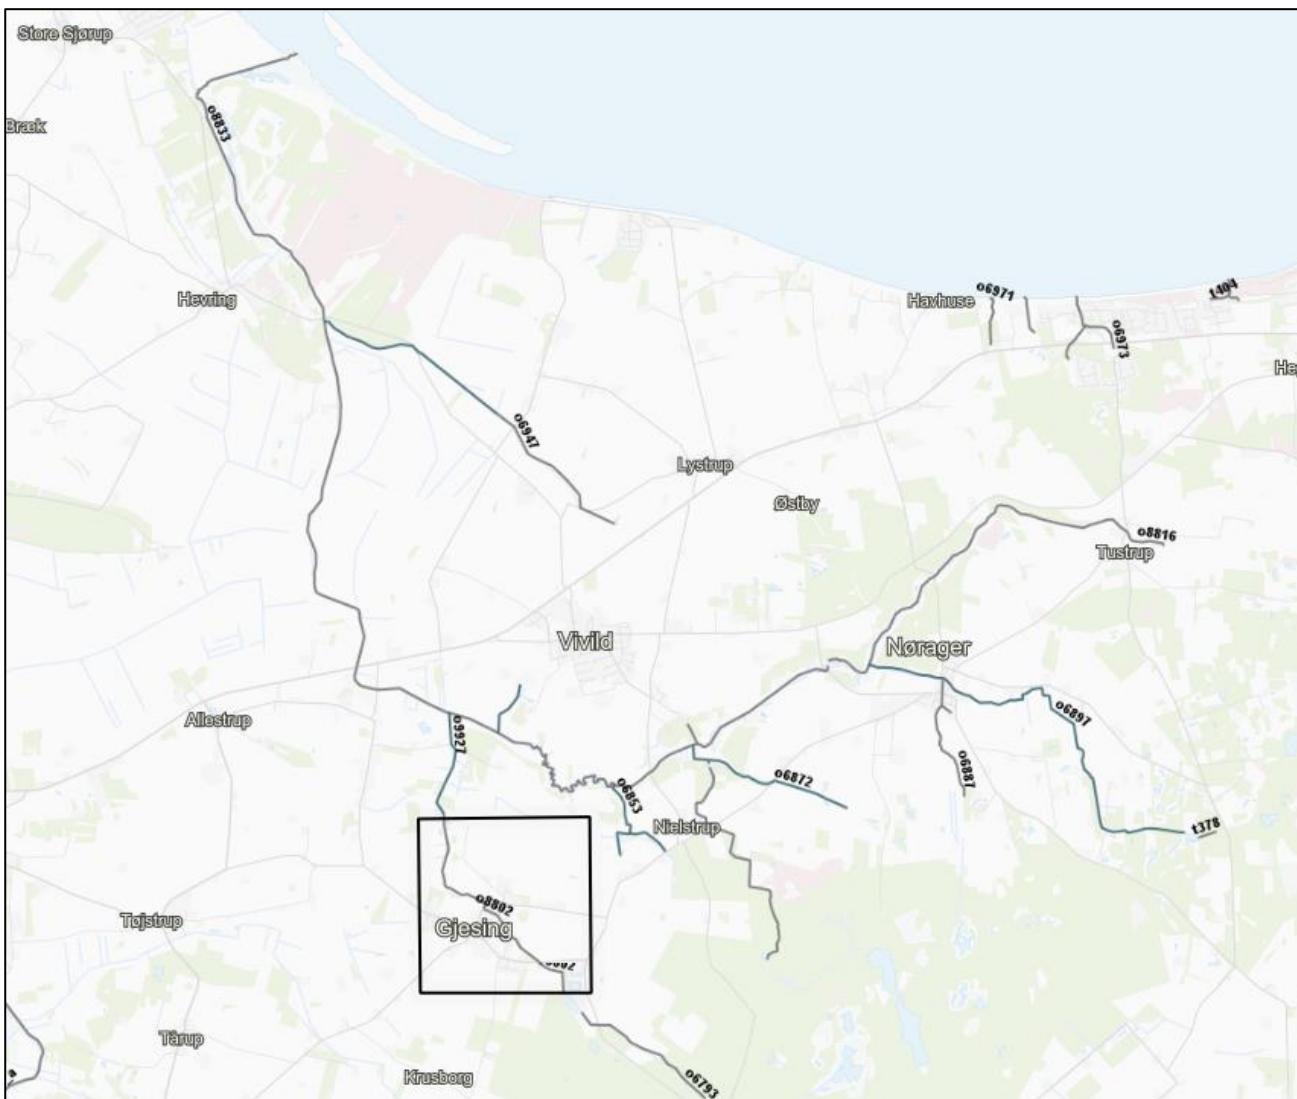 Store Sjørup
Bræk
o8833
Hevring
Havhuse
o6971
t404
o6973
o6947
Lystrup
Østby
o8816
Tustrup
Vivild
Nørager
Allestrup
o9927
o6897
o6887
o6872
o6853
Nielstrup
t378
o8802
Gjesing
Tøjstrup
Tårup
Krusborg
o6793